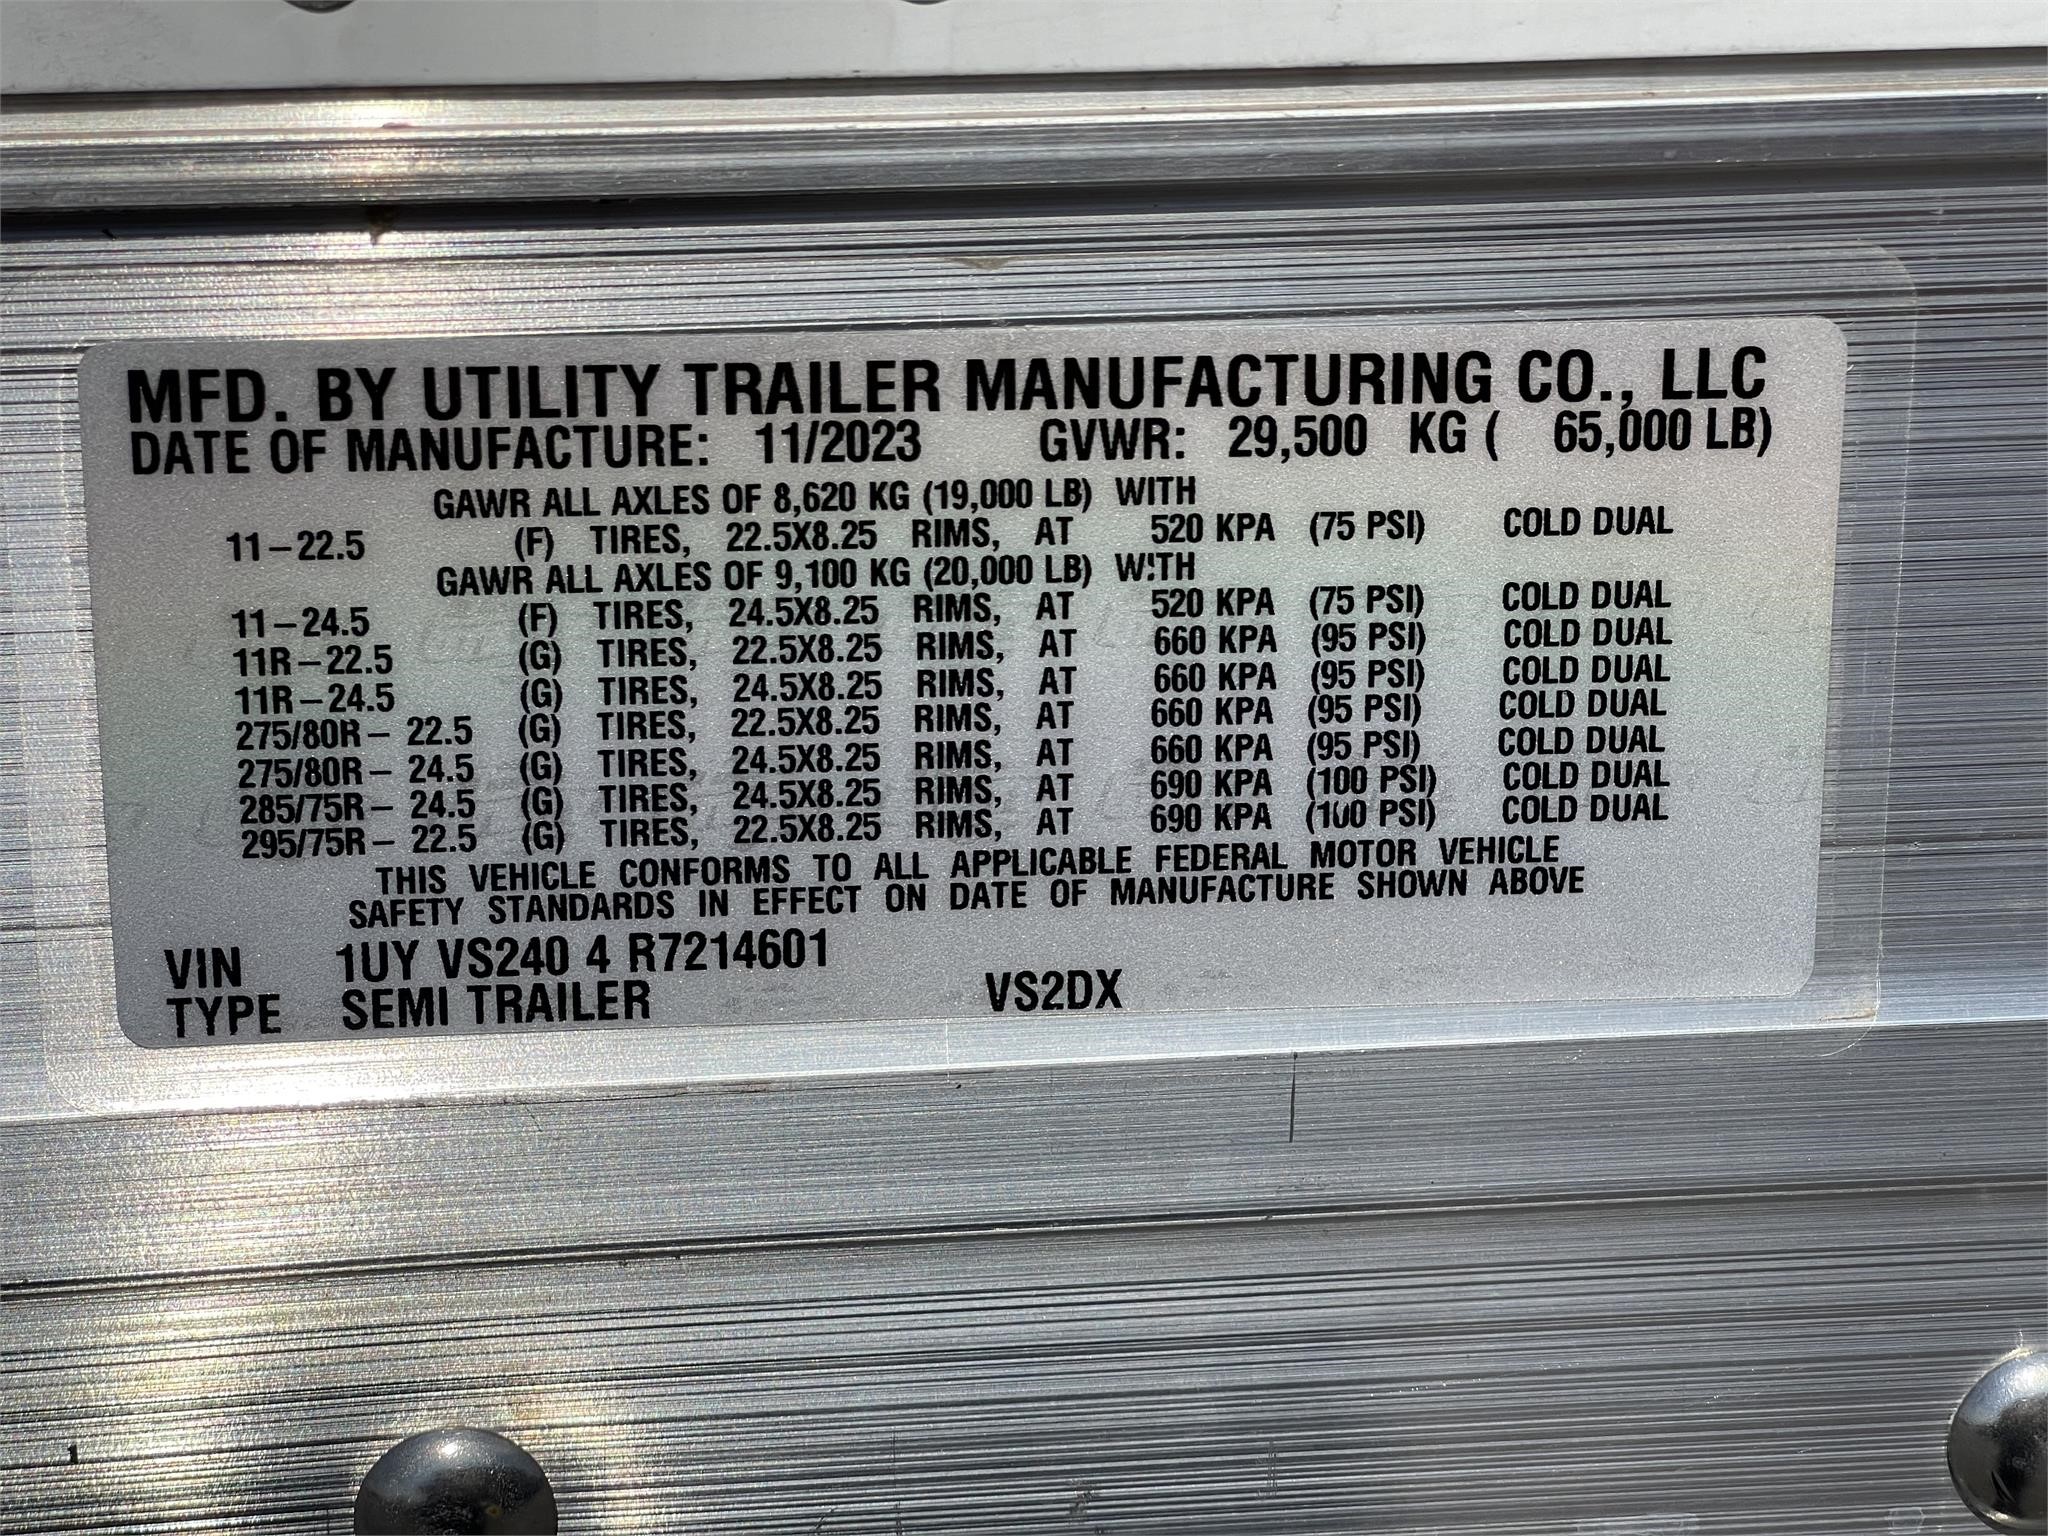 MFD. BY UTILITY TRAILER MANUFACTURING CO., LLC
DATE OF MANUFACTURE: 11/2023 GVWR: 29,500 KG ( 65,000 LB)
GAWR ALL AXLES OF 8,620 KG (19,000 LB) WITH
11-22.5 (F) TIRES, 22.5X8.25 RIMS, AT 520 KPA (75 PSI) COLD DUAL
GAWR ALL AXLES OF 9,100 KG (20,000 LB) WITH
11-24.5 (F) TIRES, 24.5X8.25 RIMS, AT 520 KPA (75 PSI) COLD DUAL
11R-22.5 (G) TIRES, 22.5X8.25 RIMS, AT 660 KPA (95 PSI) COLD DUAL
11R-24.5 (G) TIRES, 24.5X8.25 RIMS, AT 660 KPA (95 PSI) COLD DUAL
275/80R- 22.5 (G) TIRES, 22.5X8.25 RIMS, AT 660 KPA (95 PSI) COLD DUAL
275/80R- 24.5 (G) TIRES, 24.5X8.25 RIMS, AT 660 KPA (95 PSI) COLD DUAL
285/75R- 24.5 (G) TIRES, 24.5X8.25 RIMS, AT 690 KPA (100 PSI) COLD DUAL
295/75R- 22.5 (G) TIRES, 22.5X8.25 RIMS, AT 690 KPA (100 PSI) COLD DUAL
THIS VEHICLE CONFORMS TO ALL APPLICABLE FEDERAL MOTOR VEHICLE
SAFETY STANDARDS IN EFFECT ON DATE OF MANUFACTURE SHOWN ABOVE
VIN 1UY VS240 4 R7214601
TYPE SEMI TRAILER VS2DX